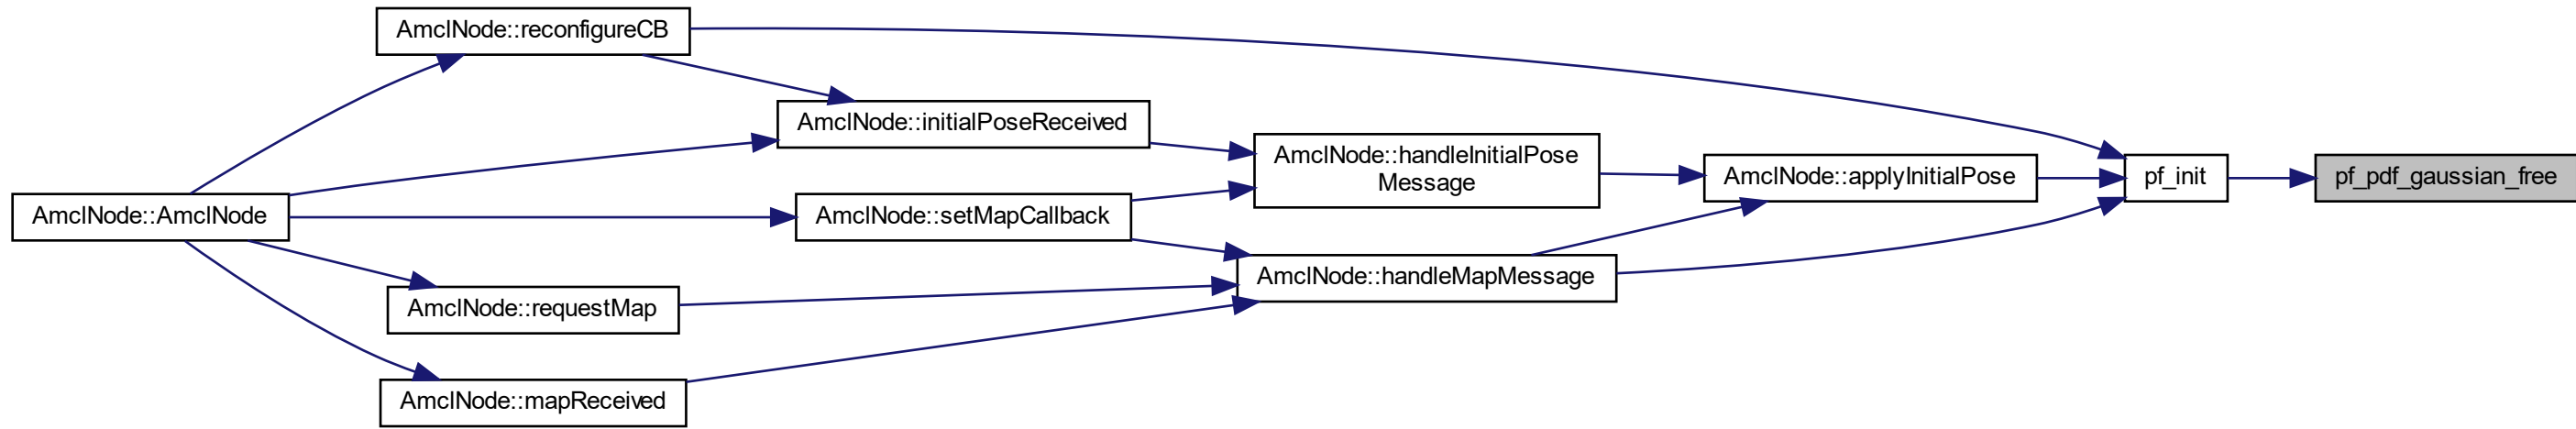 AmclNode::reconfigureCB
AmclNode::initialPoseReceived
AmclNode::handleInitialPose
Message
AmclNode::applyInitialPose
pf_init
pf_pdf_gaussian_free
AmclNode::AmclNode
AmclNode::setMapCallback
AmclNode::handleMapMessage
AmclNode::requestMap
AmclNode::mapReceived